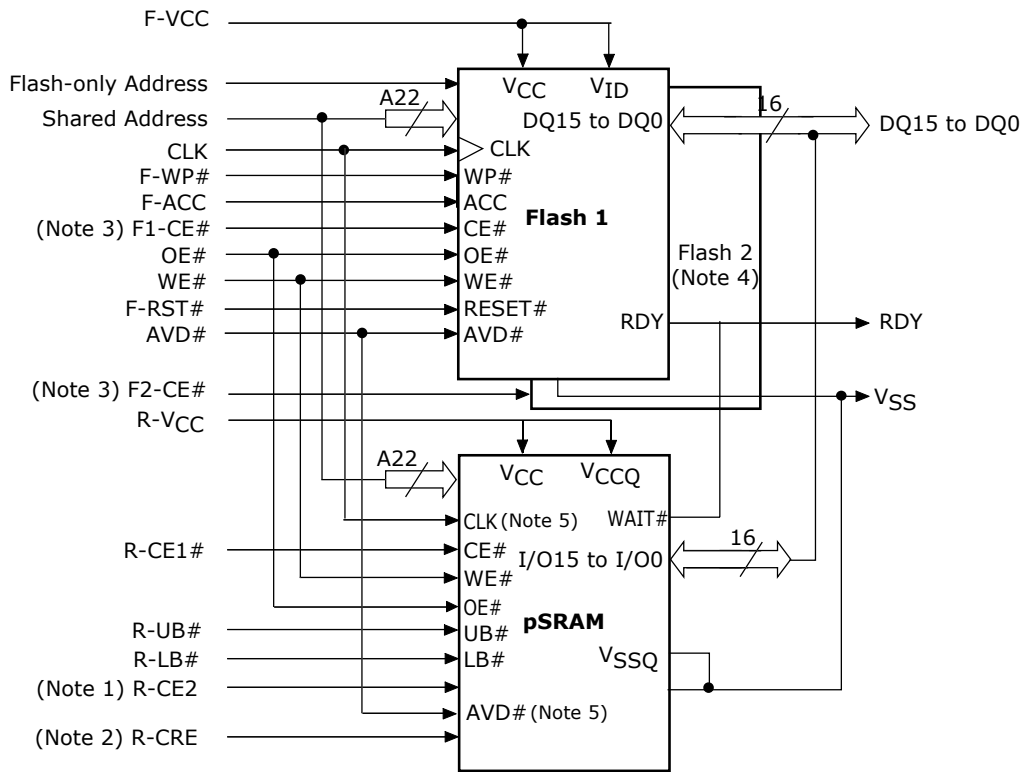 F-VCC
Flash-only Address
Shared Address
CLK
F-WP#
F-ACC
(Note 3) F1-CE#
OE#
WE#
F-RST#
AVD#
(Note 3) F2-CE#
R-VCC
R-CE1#
R-UB#
R-LB#
(Note 1) R-CE2
(Note 2) R-CRE
A22
VCC
VID
DQ15 to DQ0
CLK
WP#
ACC
CE#
OE#
WE#
RESET#
AVD#
Flash 1
RDY
Flash 2
(Note 4)
16
DQ15 to DQ0
RDY
VSS
A22
VCC
VCCQ
CLK (Note 5)
WAIT#
CE#
I/O15 to I/O0
WE#
OE#
pSRAM
UB#
LB#
VSSQ
AVD# (Note 5)
16